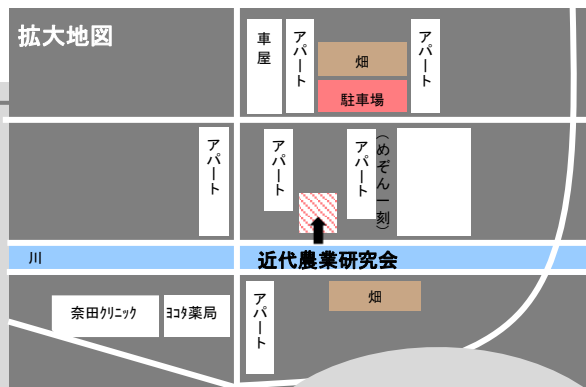 拡大地図
車屋
アパート
畑
駐車場
アパート
アパート
アパート
アパート
(めぞん一刻)
川
近代農業研究会
奈田ｸﾘﾆｯｸ
ﾖｺﾀ薬局
アパート
畑